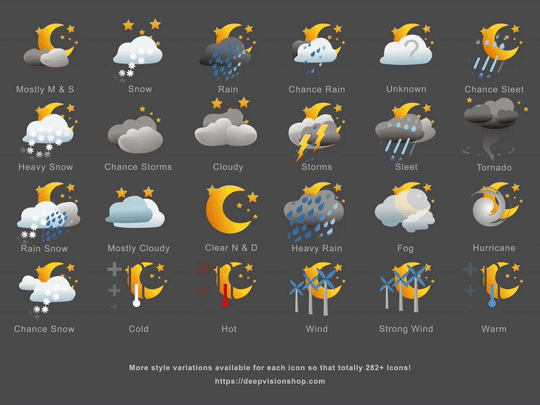 Mostly M & S
Snow
Rain
Chance Rain
Unknown
Chance Sleet
?
Heavy Snow
Chance Storms
Cloudy
Storms
Sleet
Tornado
Rain Snow
Mostly Cloudy
Clear N & D
Heavy Rain
Fog
Hurricane
Chance Snow
Cold
Hot
Wind
Strong Wind
Warm
More style variations available for each icon so that totally 282+ Icons!
https://deepvisionshop.com